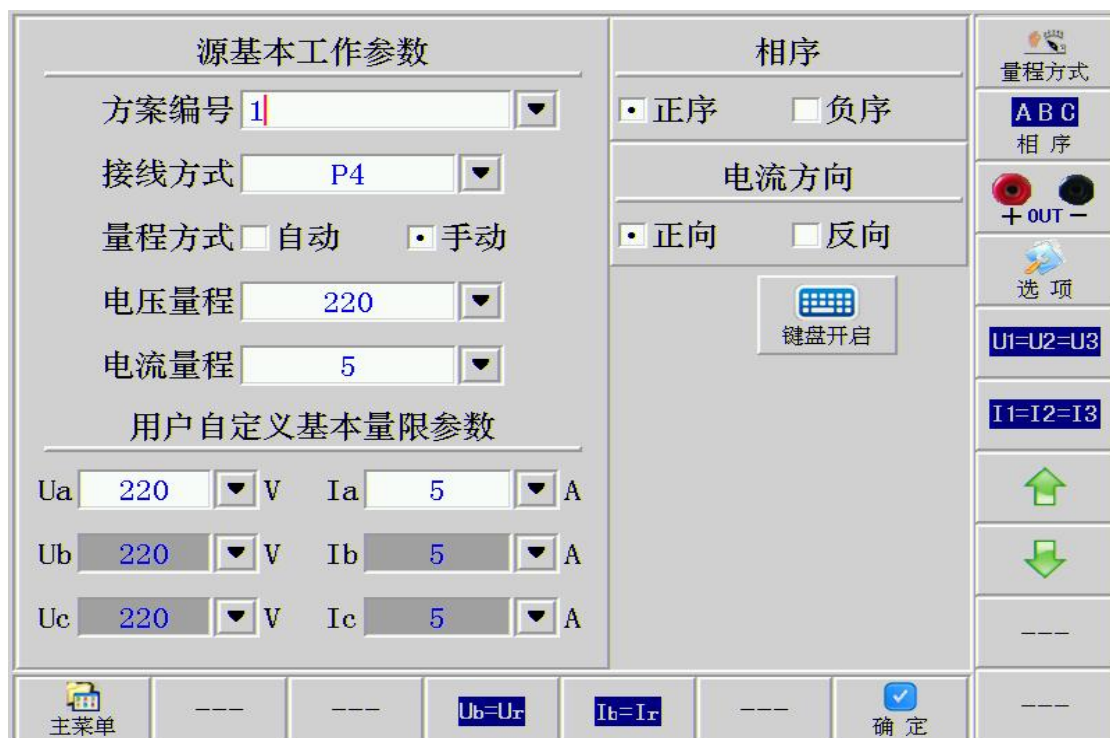 源基本工作参数
方案编号 1
接线方式 P4
量程方式 自动 手动
电压量程 220
电流量程 5
用户自定义基本量限参数
Ua 220 V Ia 5 A
Ub 220 V Ib 5 A
Uc 220 V Ic 5 A
相序
正序 负序
电流方向
正向 反向
键盘开启
量程方式
A B C
相 序
+ OUT -
选 项
U1=U2=U3
I1=I2=I3
---
---
主菜单
---
---
Ub=Ur
Ib=Ir
---
确 定